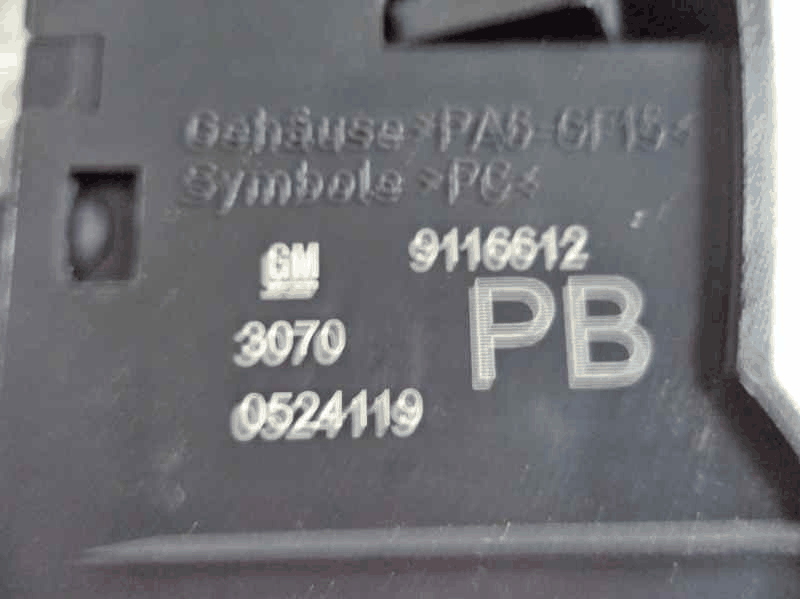 Gehäuse >PA6-GF15<
Symbole >PC<
GM 9116612
3070 PB
0524119